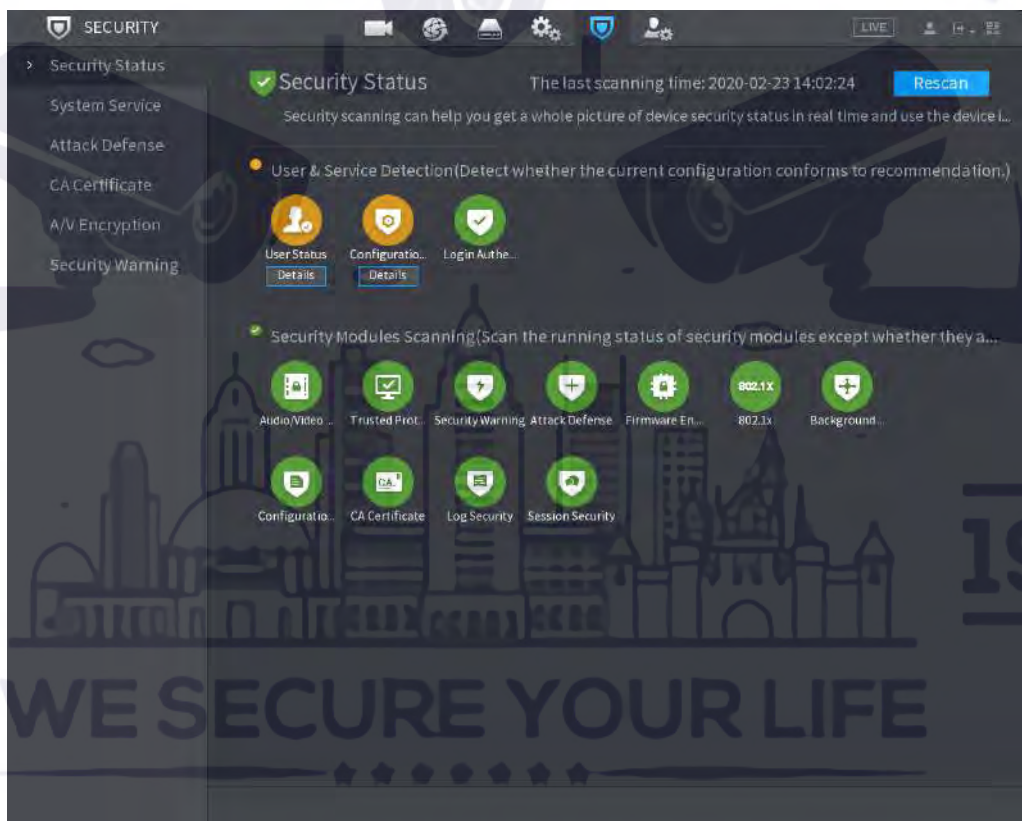 SECURITY
LIVE
Security Status
System Service
Attack Defense
CA Certificate
A/V Encryption
Security Warning
Security Status
The last scanning time: 2020-02-23 14:02:24
Rescan
Security scanning can help you get a whole picture of device security status in real time and use the device i...
User & Service Detection(Detect whether the current configuration conforms to recommendation.)
User Status
Configuratio...
Login Authe...
Details
Details
Security Modules Scanning(Scan the running status of security modules except whether they a...
802.1X
Audio/Video ...
Trusted Prot...
Security Warning
Attack Defense
Firmware En...
802.1x
Background...
CA
Configuratio...
CA Certificate
Log Security
Session Security
19
WE SECURE YOUR LIFE